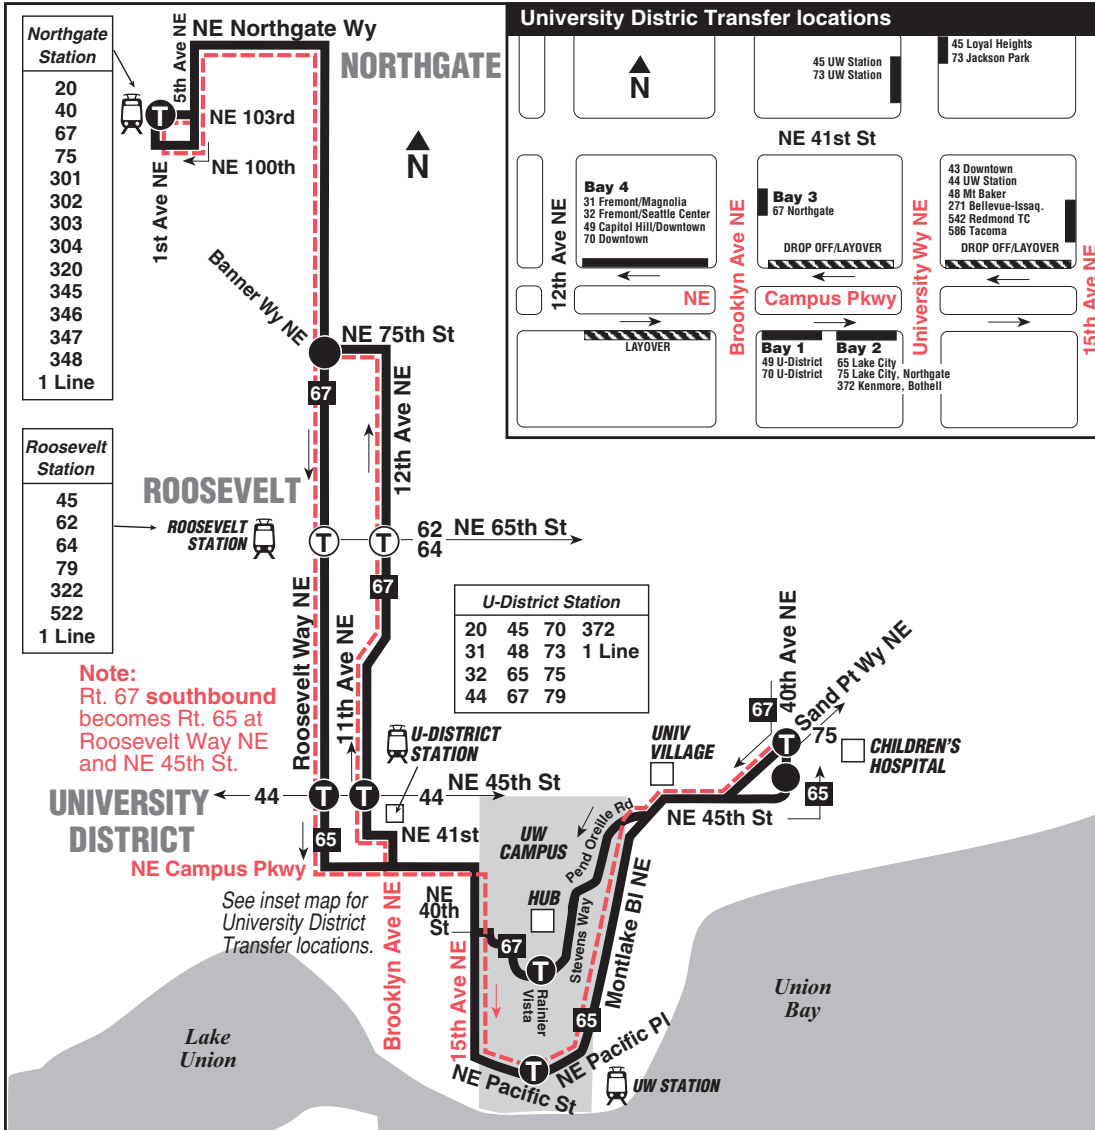 Northgate
Station
20
40
67
75
301
302
303
304
320
345
346
347
348
1 Line
5th Ave NE
NE Northgate Wy
NORTHGATE
T
NE 103rd
NE 100th
1st Ave NE
N
Banner Wy NE
NE 75th St
67
12th Ave NE
Roosevelt
Station
45
62
64
79
322
522
1 Line
ROOSEVELT
ROOSEVELT
STATION
T
T
62
64
NE 65th St
67
Roosevelt Way NE
11th Ave NE
Note:
Rt. 67 southbound
becomes Rt. 65 at
Roosevelt Way NE
and NE 45th St.
U-District Station
20 45 70 372
31 48 73 1 Line
32 65 75
44 67 79
U-DISTRICT
STATION
UNIVERSITY
DISTRICT
44
T
T
44
NE 45th St
65
NE 41st
NE Campus Pkwy
See inset map for
University District
Transfer locations.
Brooklyn Ave NE
NE
40th
St
15th Ave NE
UW
CAMPUS
HUB
67
T
Rainier
Vista
Stevens Way
Pend Oreille Rd
Montlake Bl NE
65
T
NE Pacific St
NE Pacific Pl
UW STATION
UNIV
VILLAGE
67
40th Ave NE
Sand Pt Wy NE
T
75
CHILDREN'S
HOSPITAL
65
NE 45th St
Lake
Union
Union
Bay
University Distric Transfer locations
N
45 UW Station
73 UW Station
45 Loyal Heights
73 Jackson Park
NE 41st St
12th Ave NE
Bay 4
31 Fremont/Magnolia
32 Fremont/Seattle Center
49 Capitol Hill/Downtown
70 Downtown
Brooklyn Ave NE
Bay 3
67 Northgate
DROP OFF/LAYOVER
University Wy NE
43 Downtown
44 UW Station
48 Mt Baker
271 Bellevue-Issaq.
542 Redmond TC
586 Tacoma
DROP OFF/LAYOVER
15th Ave NE
NE Campus Pkwy
LAYOVER
Bay 1
49 U-District
70 U-District
Bay 2
65 Lake City
75 Lake City, Northgate
372 Kenmore, Bothell